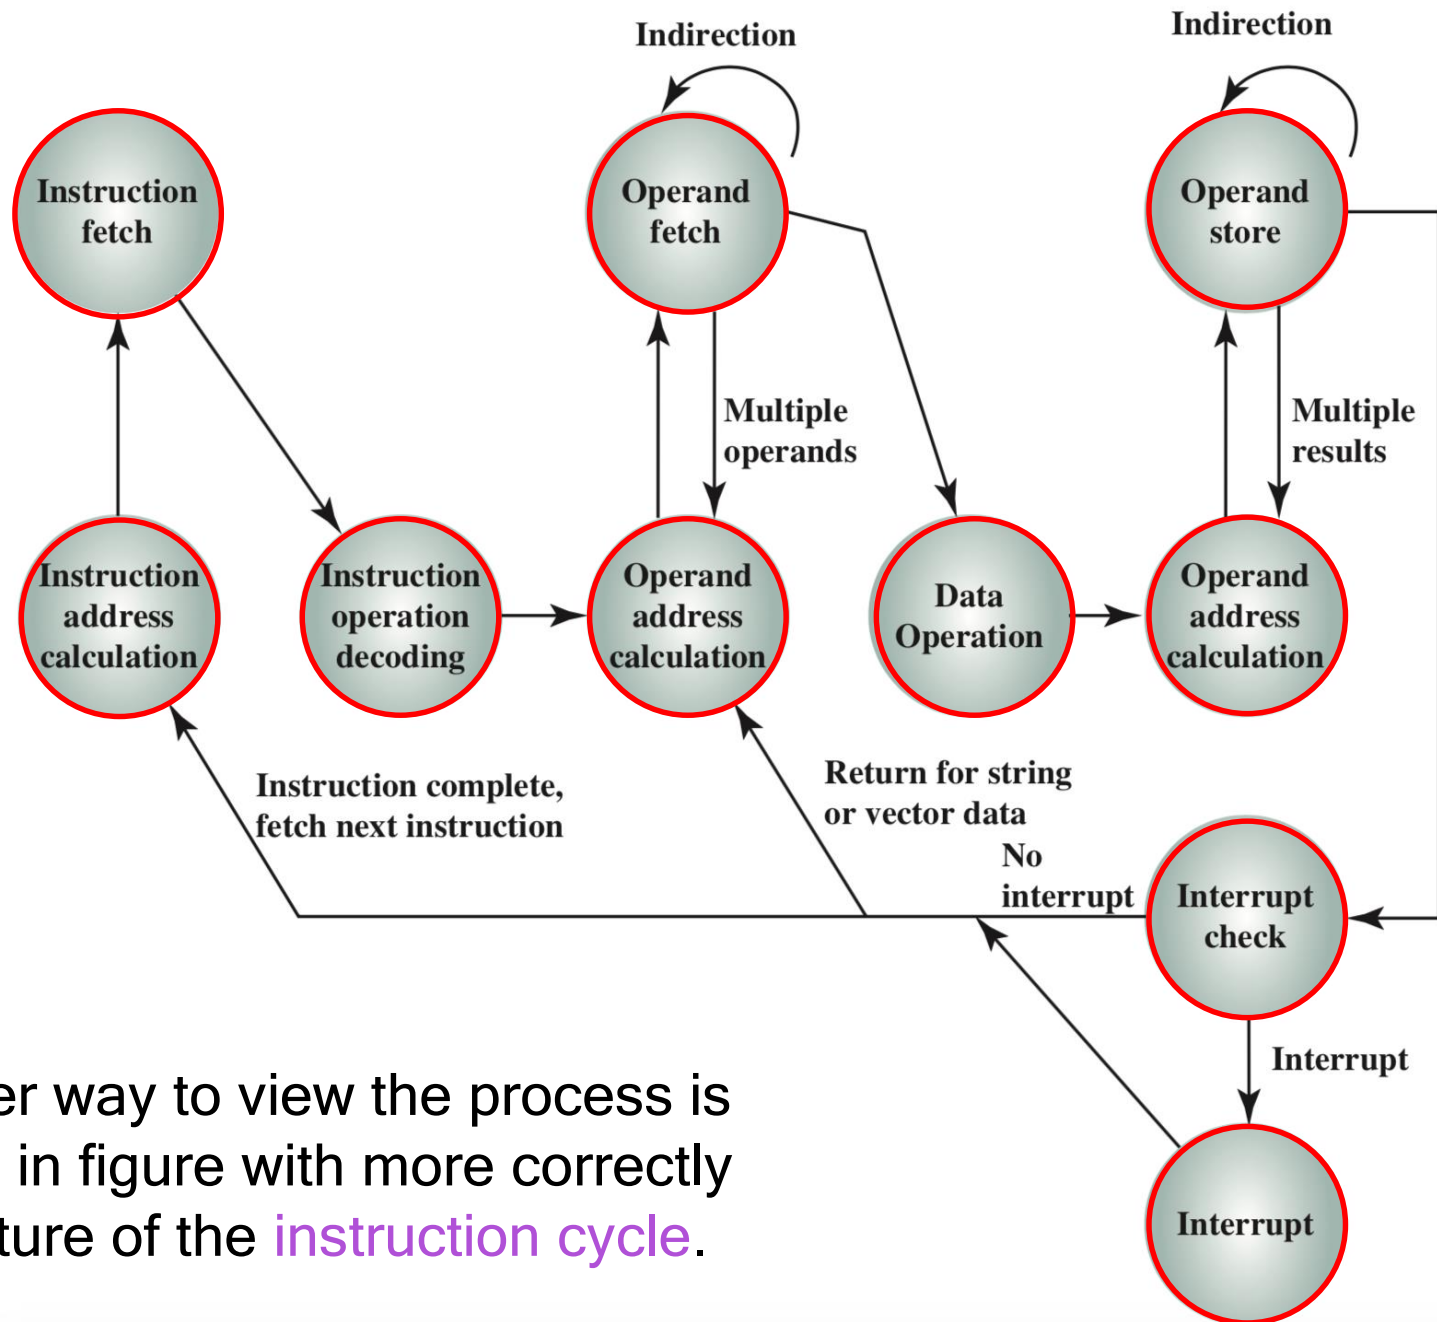 Indirection
Indirection
Instruction
fetch
Operand
fetch
Operand
store
Multiple
operands
Multiple
results
Instruction
address
calculation
Instruction
operation
decoding
Operand
address
calculation
Data
Operation
Operand
address
calculation
Instruction complete,
fetch next instruction
Return for string
or vector data
No
interrupt
Interrupt
check
Interrupt
Interrupt
way to view the process is
in figure with more correctly
of the instruction cycle.